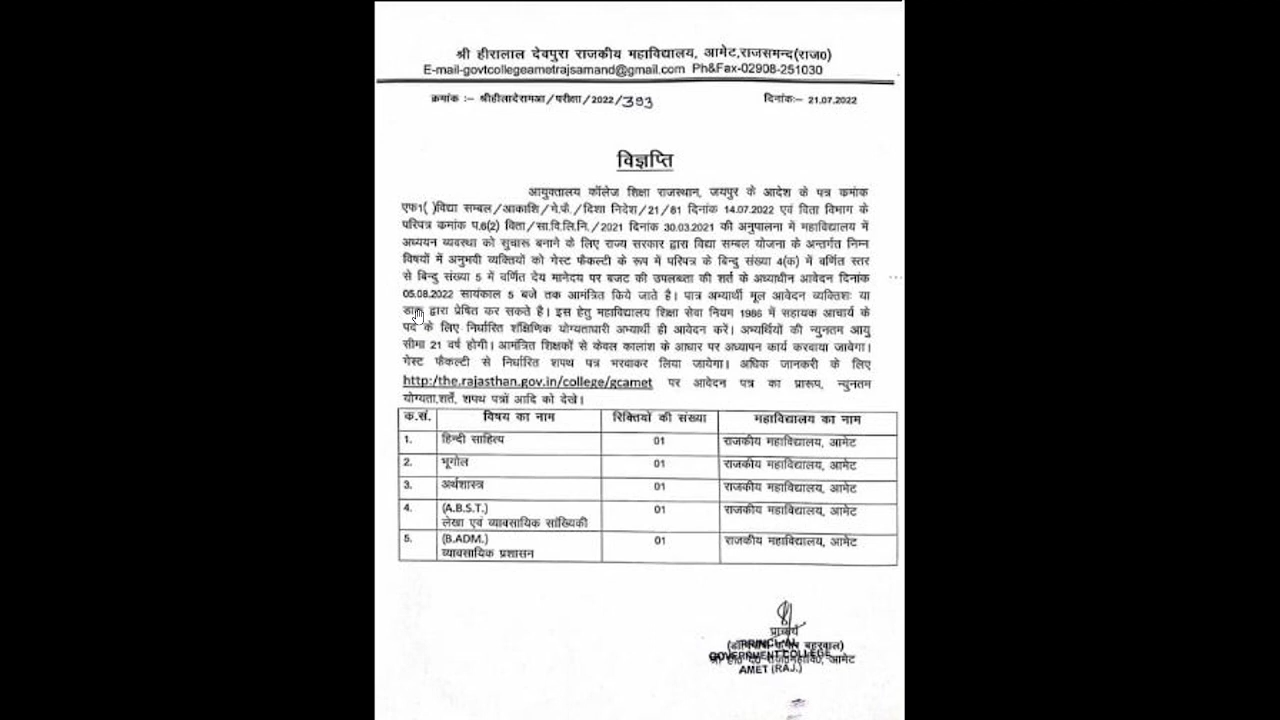 श्री हीरालाल देवपुरा राजकीय महाविद्यालय, आमेट,राजसमन्द(राज0)
E-mail-govtcollegeametrajsamand@gmail.com Ph&Fax-02908-251030
क्रमांक :– श्रीहीलादेरामआ/परीक्षा/2022/393
दिनांक:– 21.07.2022
विज्ञप्ति
आयुक्तालय कॉलेज शिक्षा राजस्थान, जयपुर के आदेश के पत्र कमांक
एफ1( )विद्या सम्बल/आकाशि/गे.फै./दिशा निदेश/21/61 दिनांक 14.07.2022 एवं विता विभाग के
परिपत्र कमांक प.6(2) विता/सा.वि.लि.नि./2021 दिनांक 30.03.2021 की अनुपालना में महाविद्यालय में
अध्ययन व्यवस्था को सुचारू बनाने के लिए राज्य सरकार द्वारा विद्या सम्बल योजना के अन्तर्गत निम्न
विषयों में अनुभवी व्यक्तियों को गेस्ट फैकल्टी के रूप में परिपत्र के बिन्दु संख्या 4(क) में वर्णित स्तर
से बिन्दु संख्या 5 में वर्णित देय मानेदय पर बजट की उपलब्धता की शर्त के अध्याधीन आवेदन दिनांक
05.08.2022 सायंकाल 5 बजे तक आमंत्रित किये जाते है। पात्र अभ्यार्थी मूल आवेदन व्यक्तिशः या
डाक द्वारा प्रेषित कर सकते है। इस हेतु महाविद्यालय शिक्षा सेवा नियम 1986 में सहायक आचार्य के
पद के लिए निर्धारित शैक्षिणिक योग्यताधारी अभ्यार्थी ही आवेदन करें। अभ्यर्थियों की न्युनतम आयु
सीमा 21 वर्ष होगी। आमंत्रित शिक्षकों से केवल कालांश के आधार पर अध्यापन कार्य करवाया जावेगा।
गेस्ट फैकल्टी से निर्धारित शपथ पत्र भरवाकर लिया जायेगा। अधिक जानकरी के लिए
http:/the.rajasthan.gov.in/college/gcamet पर आवेदन पत्र का प्रारूप, न्युनतम
योग्यता,शर्तें, शपथ पत्रों आदि को देखे।
क.सं. विषय का नाम रिक्तियों की संख्या महाविद्यालय का नाम
1. हिन्दी साहित्य 01 राजकीय महाविद्यालय, आमेट
2. भूगोल 01 राजकीय महाविद्यालय, आमेट
3. अर्थशास्त्र 01 राजकीय महाविद्यालय, आमेट
4. (A.B.S.T.) 01 राजकीय महाविद्यालय, आमेट
लेखा एवं व्यावसायिक सांख्यिकी
5. (B.ADM.) 01 राजकीय महाविद्यालय, आमेट
व्यावसायिक प्रशासन
प्राचार्य
PRINCIPAL
GOVERNMENT COLLEGE
AMET (RAJ.)